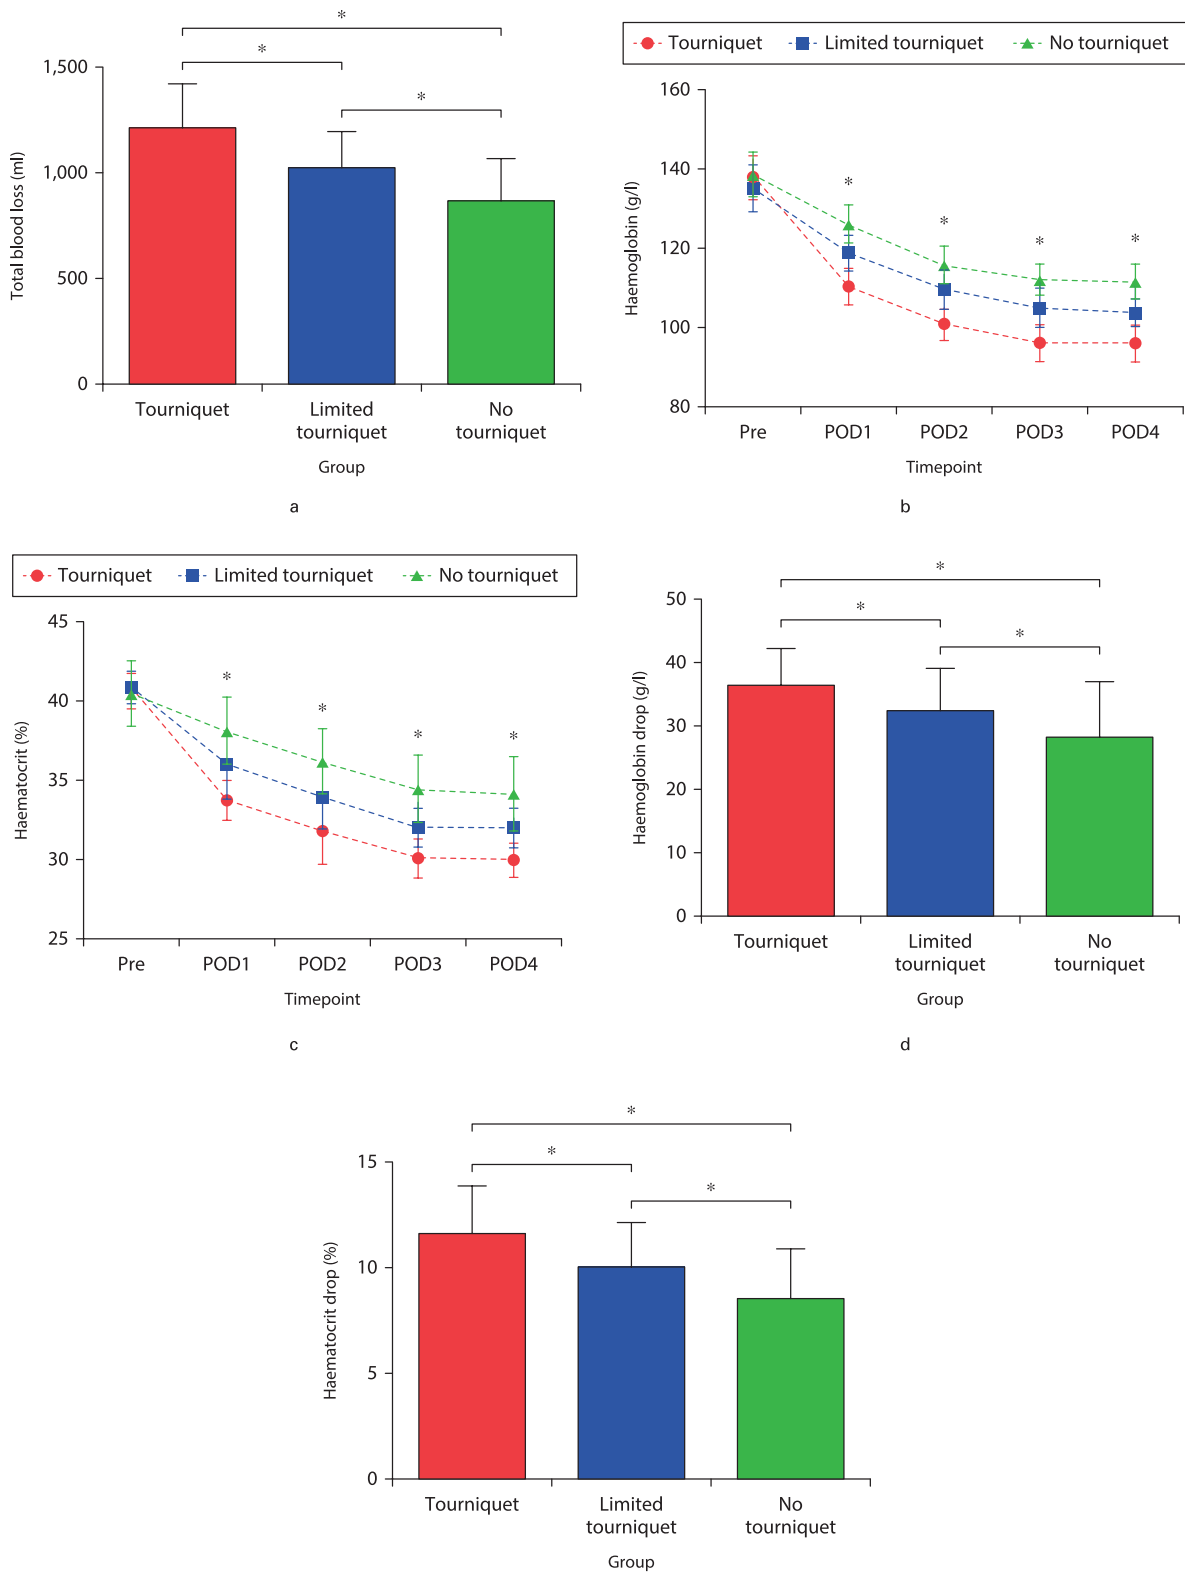 *
*
*
1,500
1,000
500
0
Total blood loss (ml)
Tourniquet
Limited
tourniquet
No
tourniquet
Group
a
Tourniquet Limited tourniquet No tourniquet
160
140
120
100
80
Haemoglobin (g/l)
*
*
*
*
Pre POD1 POD2 POD3 POD4
Timepoint
b
Tourniquet Limited tourniquet No tourniquet
45
40
35
30
25
Haematocrit (%)
*
*
*
*
Pre POD1 POD2 POD3 POD4
Timepoint
c
*
*
*
50
40
30
20
10
0
Haemoglobin drop (g/l)
Tourniquet
Limited
tourniquet
No
tourniquet
Group
d
*
*
*
15
10
5
0
Haematocrit drop (%)
Tourniquet
Limited
tourniquet
No
tourniquet
Group